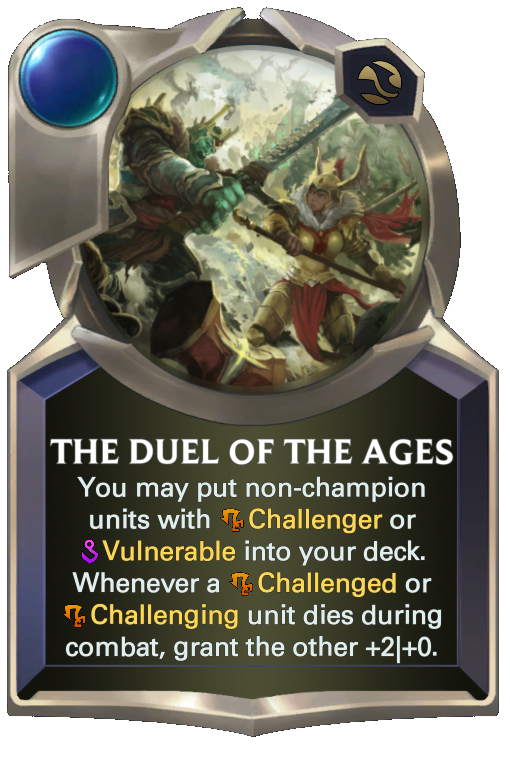 THE DUEL OF THE AGES
You may put non-champion
units with Challenger or
Vulnerable into your deck.
Whenever a Challenged or
Challenging unit dies during
combat, grant the other +2|+0.